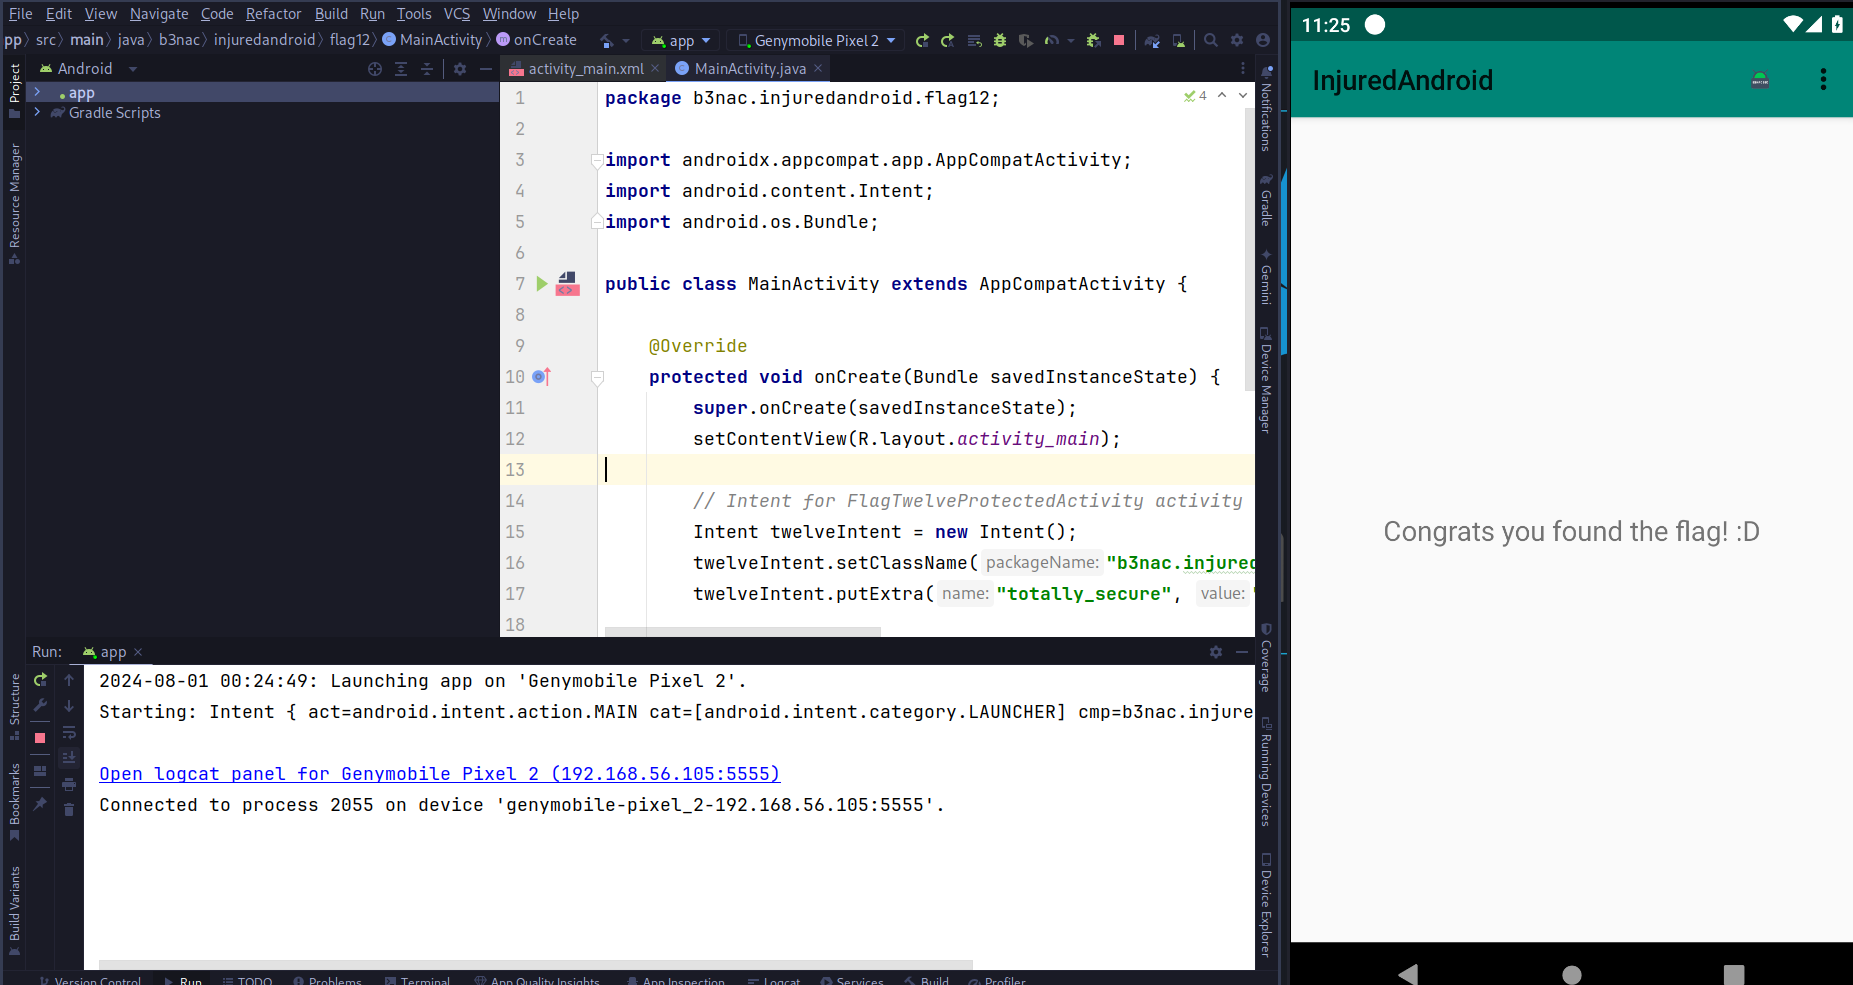 File Edit View Navigate Code Refactor Build Run Tools VCS Window Help
pp src main java b3nac injuredandroid flag12 MainActivity onCreate app Genymobile Pixel 2
Project
Resource Manager
Structure
Bookmarks
Build Variants
Android
app
Gradle Scripts
activity_main.xml MainActivity.java
4
1 package b3nac.injuredandroid.flag12;
2
3 import androidx.appcompat.app.AppCompatActivity;
4 import android.content.Intent;
5 import android.os.Bundle;
6
7 public class MainActivity extends AppCompatActivity {
8
9 @Override
10 protected void onCreate(Bundle savedInstanceState) {
11 super.onCreate(savedInstanceState);
12 setContentView(R.layout.activity_main);
13
14 // Intent for FlagTwelveProtectedActivity activity
15 Intent twelveIntent = new Intent();
16 twelveIntent.setClassName( packageName: "b3nac.injured
17 twelveIntent.putExtra( name: "totally_secure", value: "
18
Notifications
Gradle
Gemini
Device Manager
Coverage
Running Devices
Device Explorer
Run: app
2024-08-01 00:24:49: Launching app on 'Genymobile Pixel 2'.
Starting: Intent { act=android.intent.action.MAIN cat=[android.intent.category.LAUNCHER] cmp=b3nac.injure
Open logcat panel for Genymobile Pixel 2 (192.168.56.105:5555)
Connected to process 2055 on device 'genymobile-pixel_2-192.168.56.105:5555'.
Version Control Run TODO Problems Terminal App Quality Insights App Inspection Logcat Services Build Profiler
11:25
InjuredAndroid
Congrats you found the flag! :D